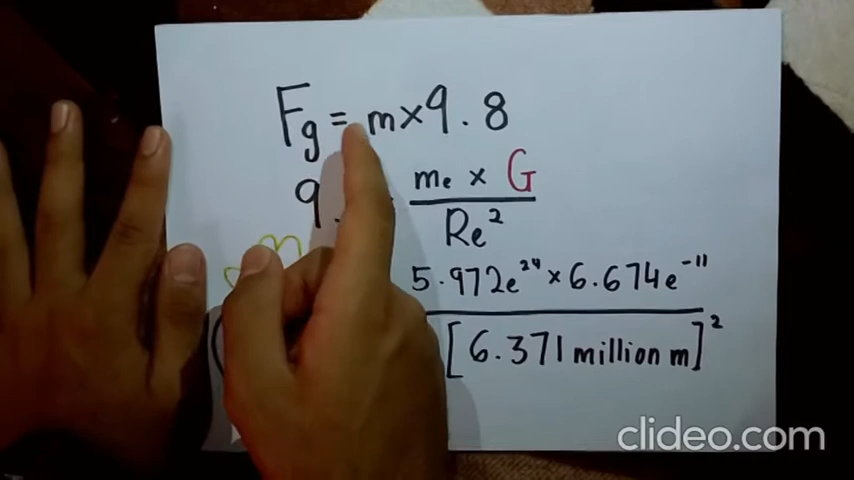 Fg = m × 9.8
9.
me × G
Re²
5.972e²⁴ × 6.674e⁻¹¹
[6.371 million m]²
clideo.com